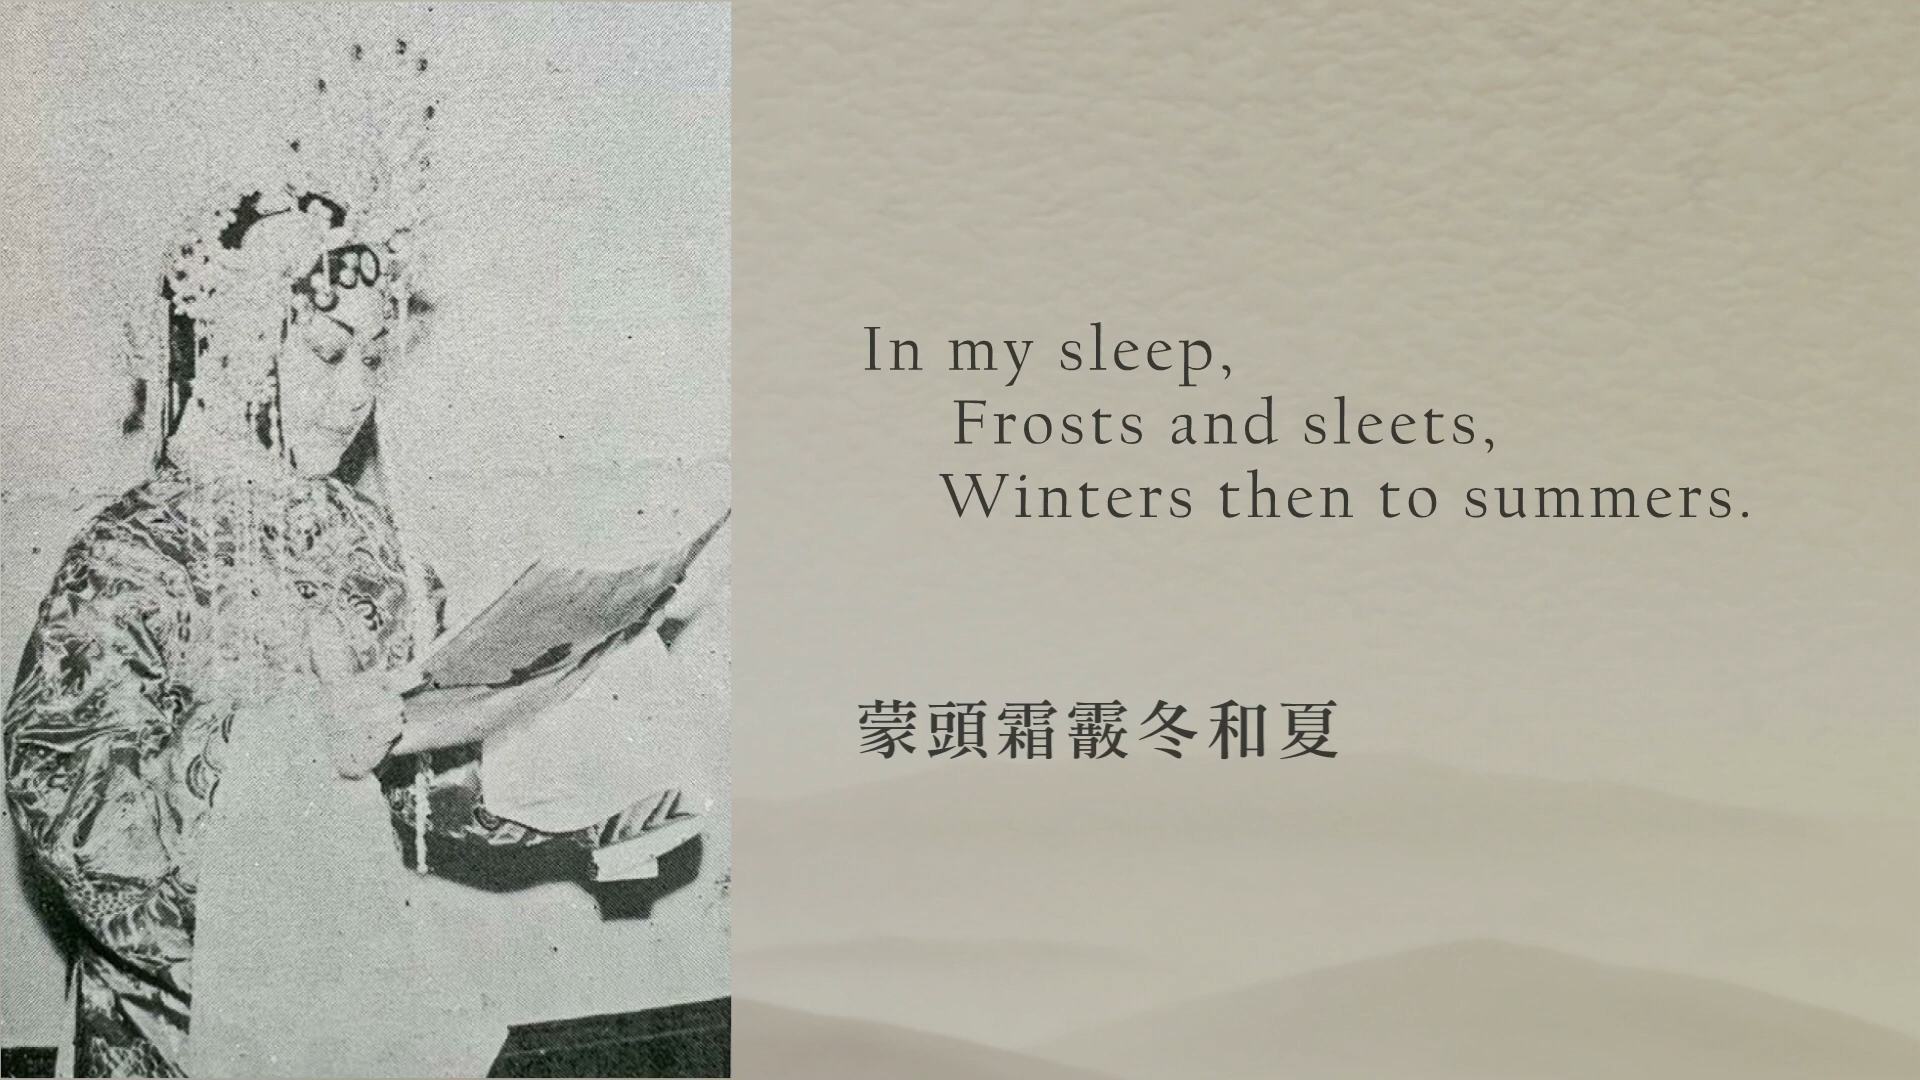 In my sleep,
Frosts and sleets,
Winters then to summers.
蒙頭霜霰冬和夏